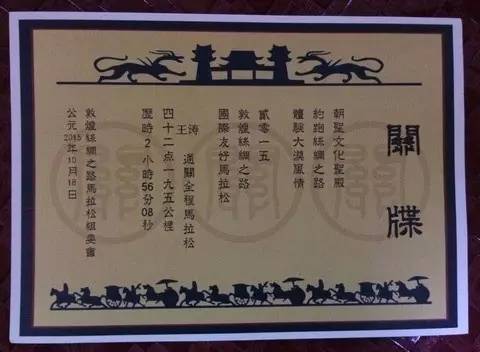 關牒
朝聖文化聖殿
約跑絲綢之路
體驗大漠風情
貳零一五
敦煌絲綢之路
國際友好馬拉松
王涛 通關全程馬拉松
四十二点一九五公裡
歷時2小時56分08秒
敦煌絲綢之路馬拉松組委會
公元2015年10月18日